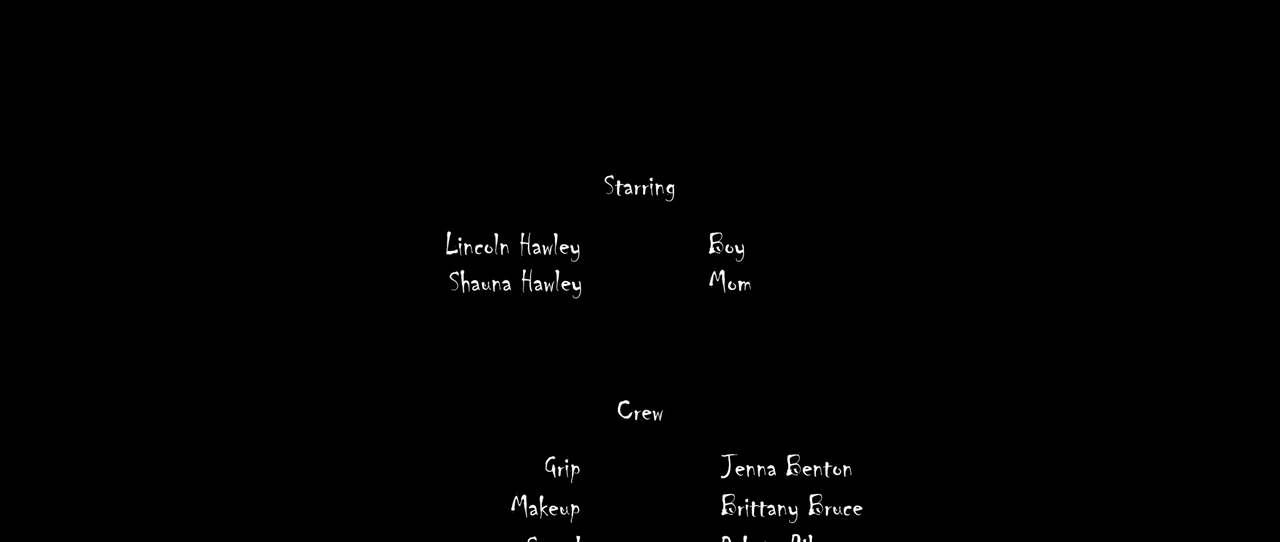 Starring
Lincoln Hawley Boy
Shauna Hawley Mom
Crew
Grip Jenna Benton
Makeup Brittany Bruce